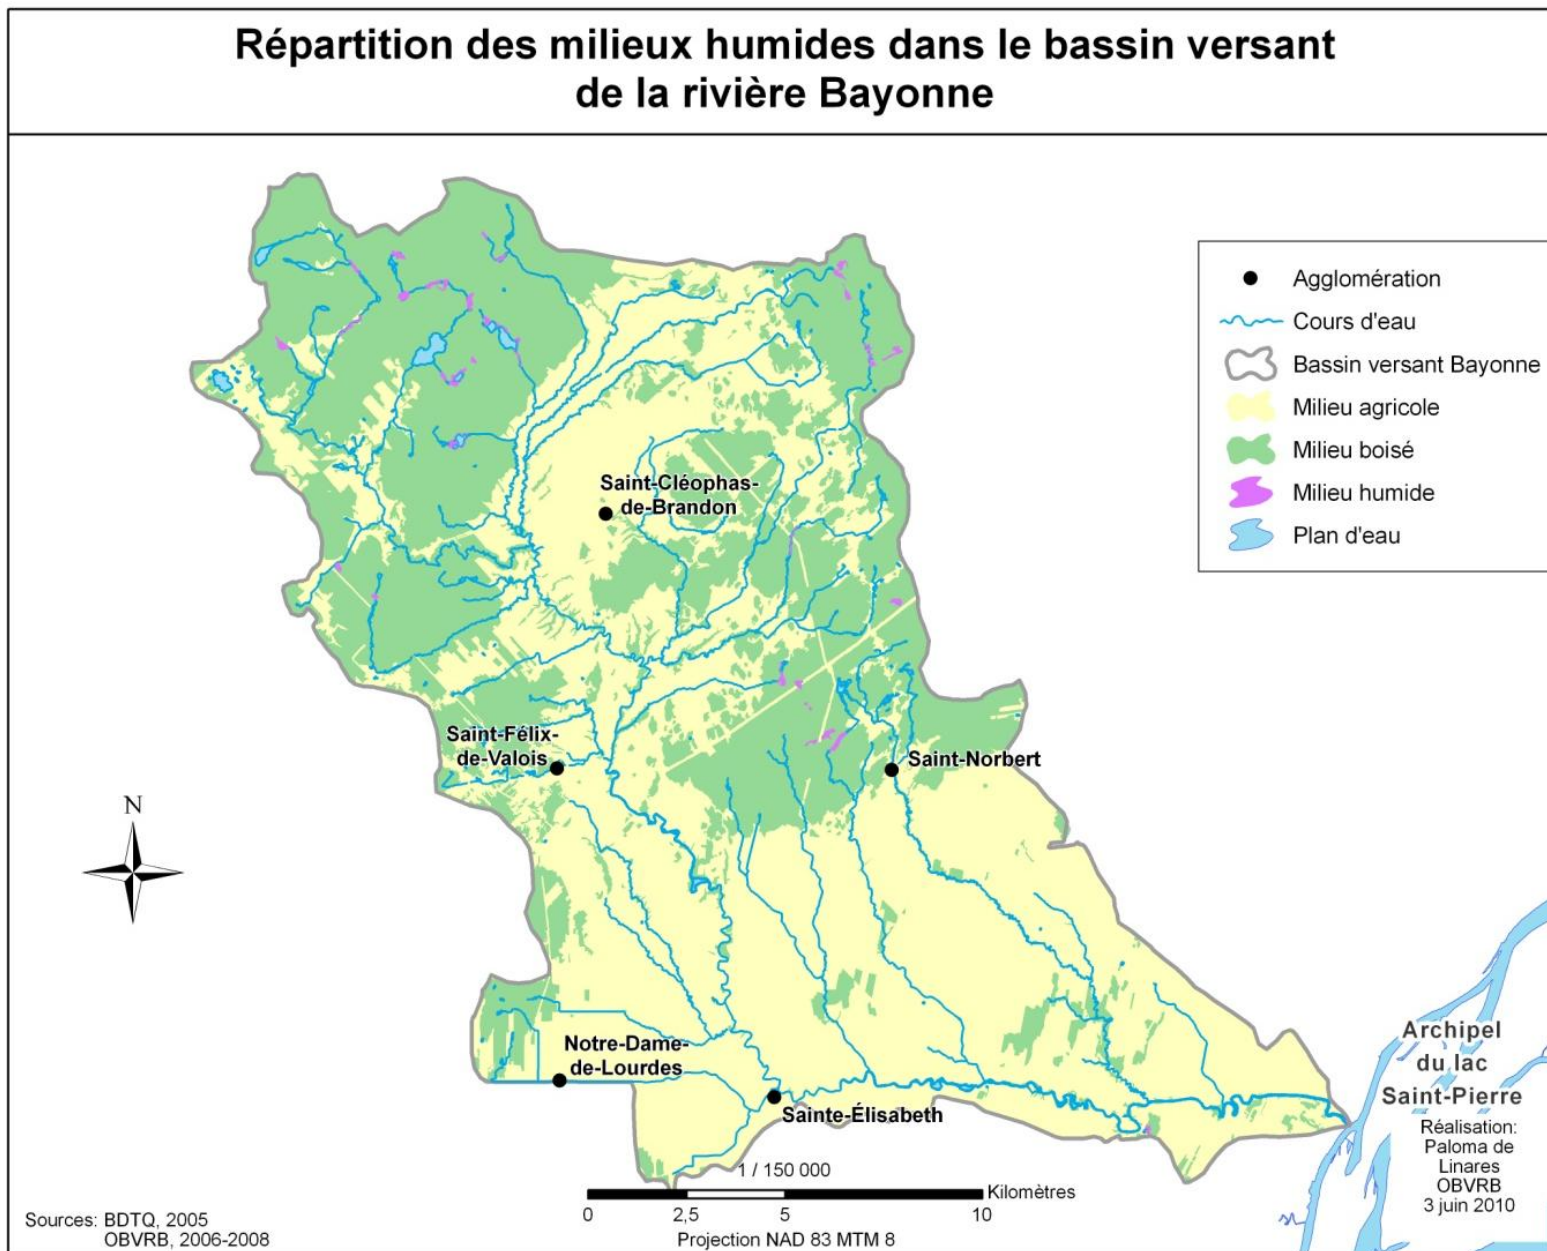 Répartition des milieux humides dans le bassin versant
de la rivière Bayonne
Agglomération
Cours d'eau
Bassin versant Bayonne
Milieu agricole
Milieu boisé
Milieu humide
Plan d'eau
Saint-Cléophas-
de-Brandon
Saint-Félix-
de-Valois
Saint-Norbert
N
Notre-Dame-
de-Lourdes
Sainte-Élisabeth
Archipel
du lac
Saint-Pierre
Réalisation:
Paloma de
Linares
OBVRB
3 juin 2010
1 / 150 000
Kilomètres
0 2,5 5 10
Projection NAD 83 MTM 8
Sources: BDTQ, 2005
OBVRB, 2006-2008